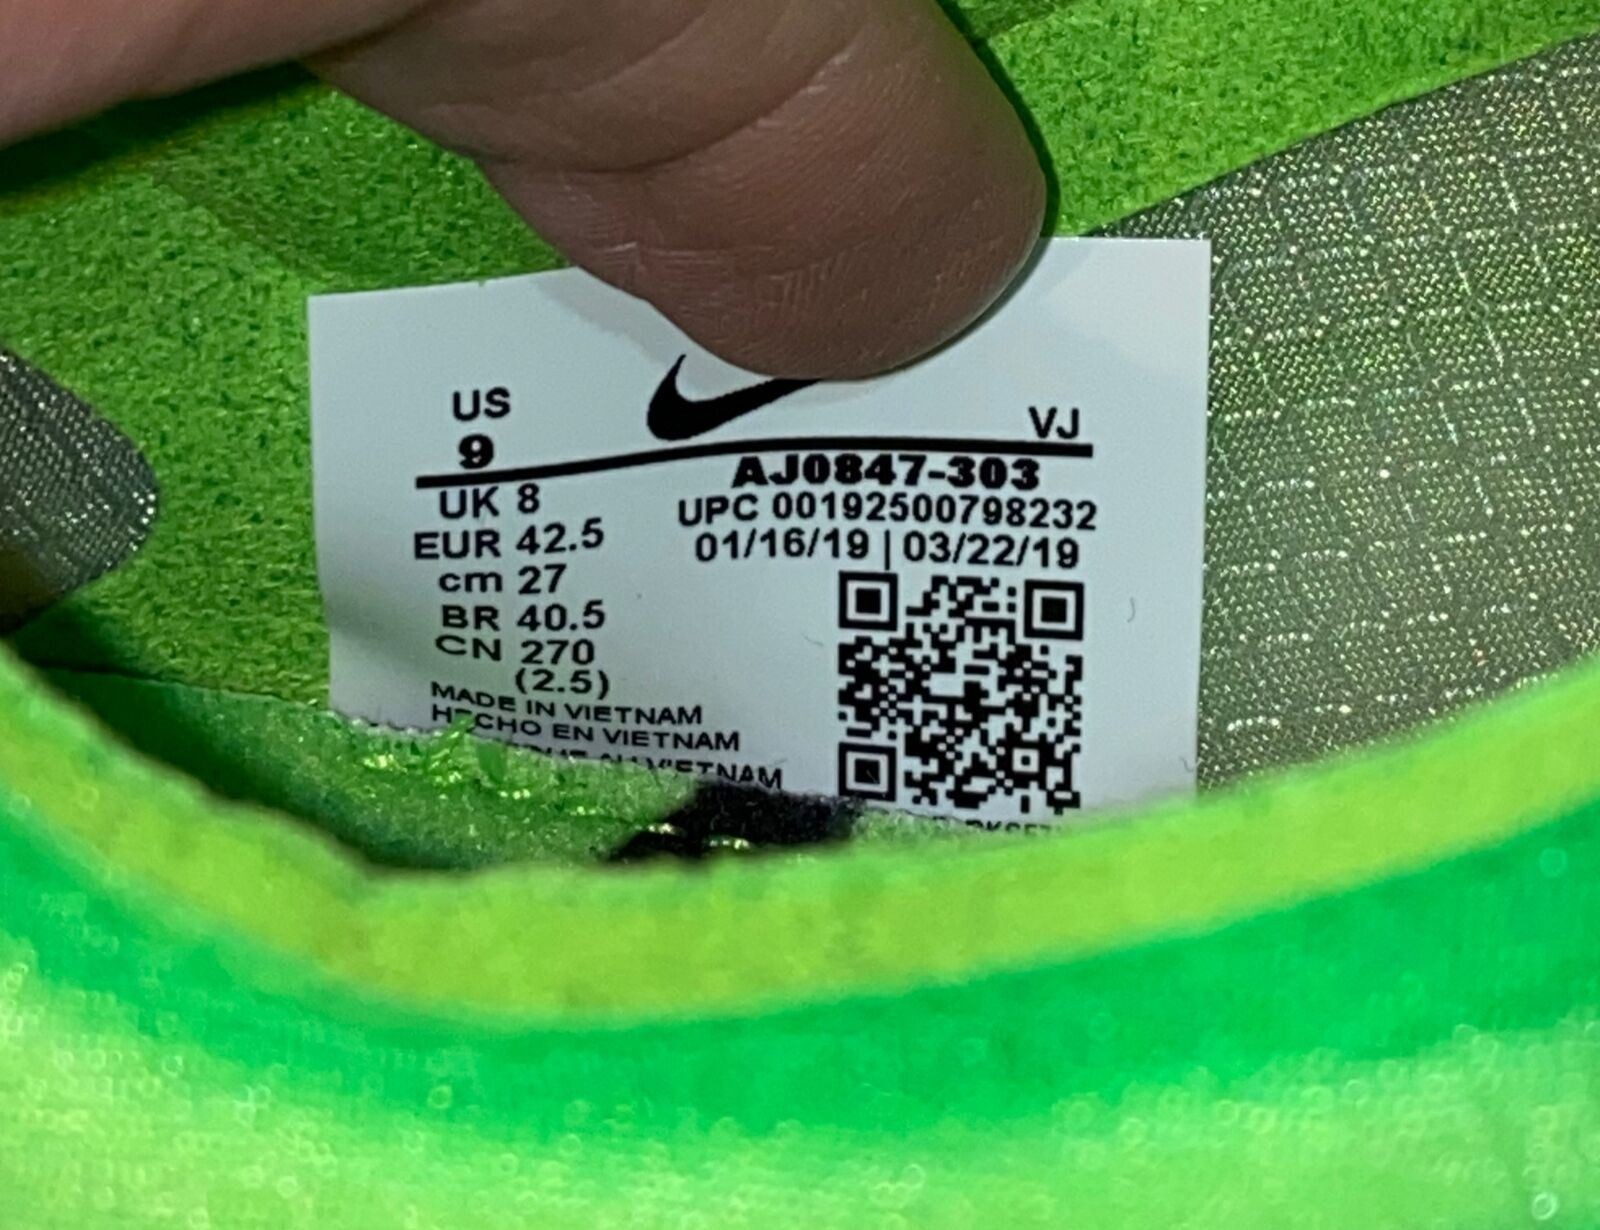 US
9
VJ
AJ0847-303
UPC 00192500798232
01/16/19 | 03/22/19
UK 8
EUR 42.5
cm 27
BR 40.5
CN 270
(2.5)
MADE IN VIETNAM
HECHO EN VIETNAM
VIETNAM